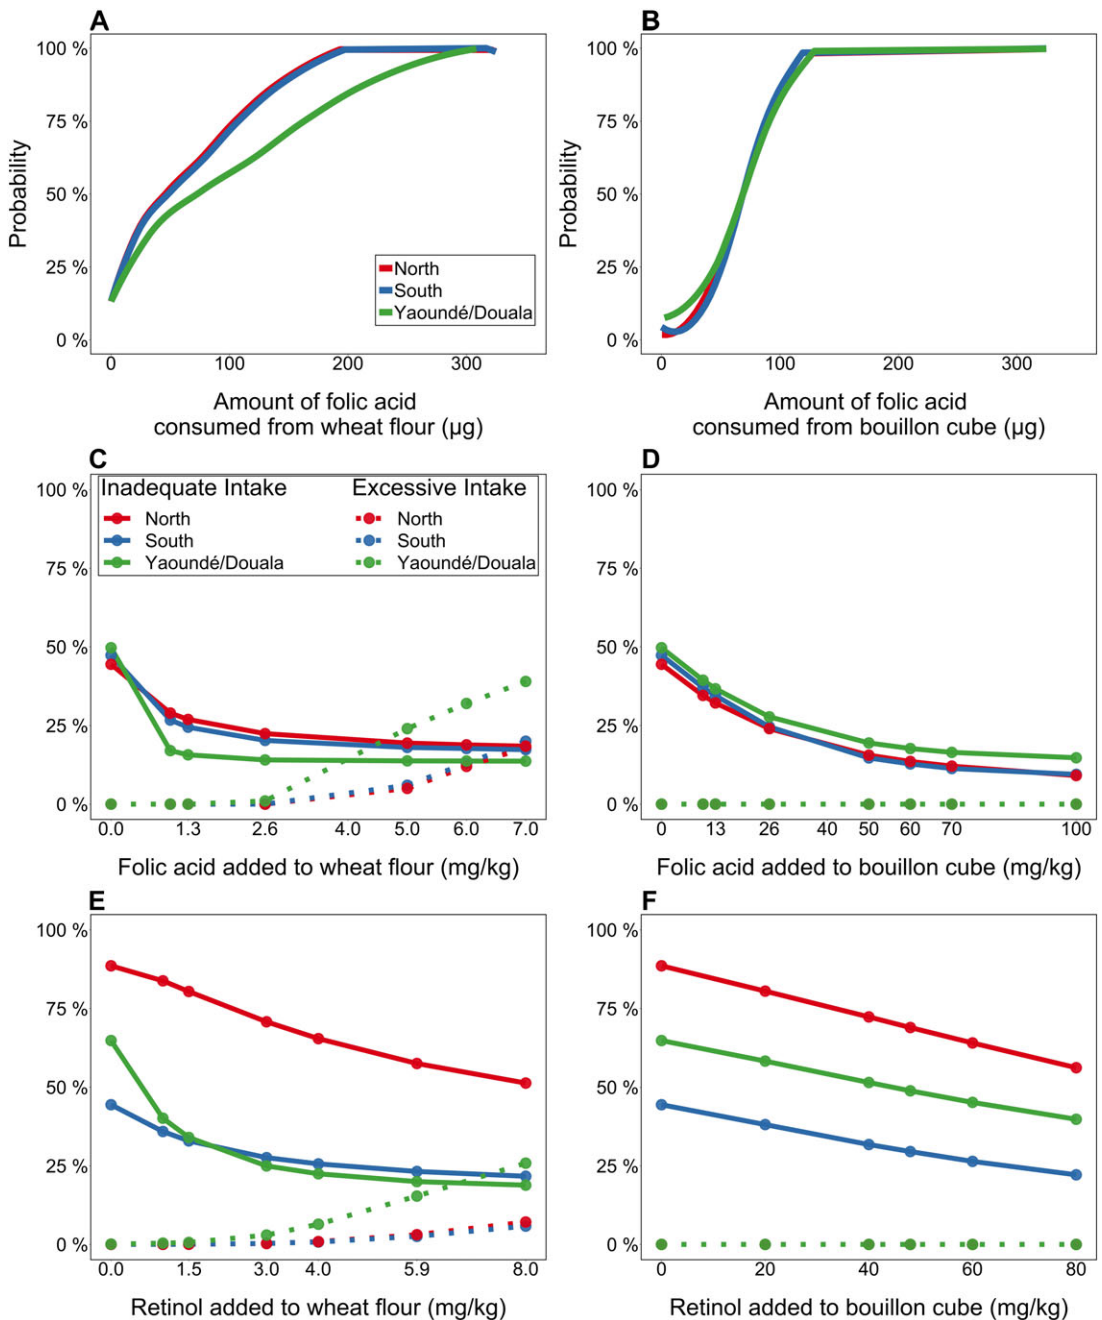 A
B
100 %
75 %
50 %
25 %
0 %
Probability
North
South
Yaoundé/Douala
0 100 200 300
Amount of folic acid
consumed from wheat flour (µg)
100 %
75 %
50 %
25 %
0 %
Probability
0 100 200 300
Amount of folic acid
consumed from bouillon cube (µg)
C
D
100 %
75 %
50 %
25 %
0 %
Inadequate Intake Excessive Intake
North North
South South
Yaoundé/Douala Yaoundé/Douala
0.0 1.3 2.6 4.0 5.0 6.0 7.0
Folic acid added to wheat flour (mg/kg)
100 %
75 %
50 %
25 %
0 %
0 13 26 40 50 60 70 100
Folic acid added to bouillon cube (mg/kg)
E
F
100 %
75 %
50 %
25 %
0 %
0.0 1.5 3.0 4.0 5.9 8.0
Retinol added to wheat flour (mg/kg)
100 %
75 %
50 %
25 %
0 %
0 20 40 60 80
Retinol added to bouillon cube (mg/kg)